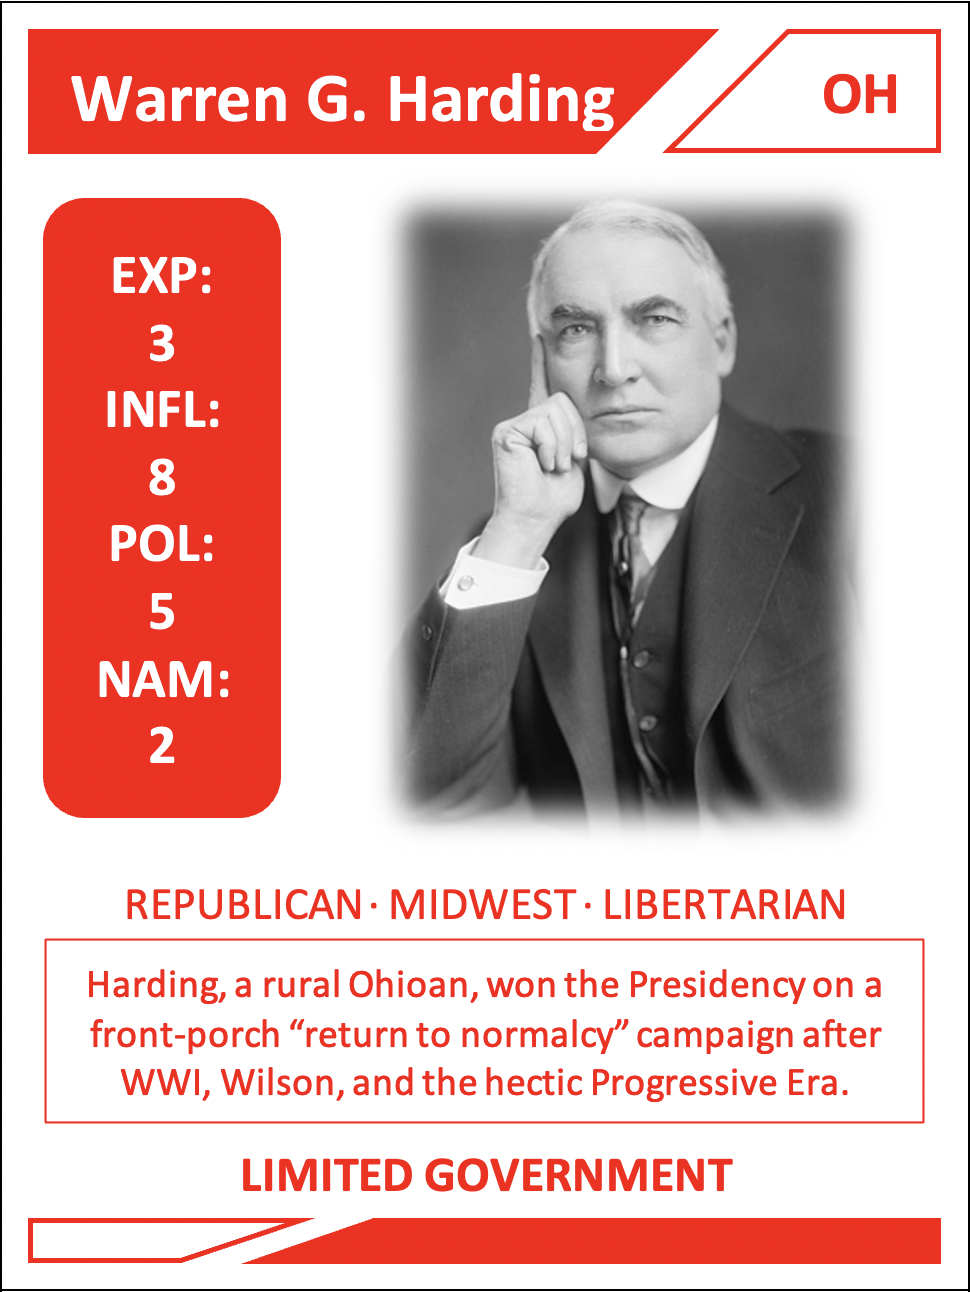 Warren G. Harding
OH
EXP:
3
INFL:
8
POL:
5
NAM:
2
REPUBLICAN · MIDWEST · LIBERTARIAN
Harding, a rural Ohioan, won the Presidency on a
front-porch “return to normalcy” campaign after
WWI, Wilson, and the hectic Progressive Era.
LIMITED GOVERNMENT